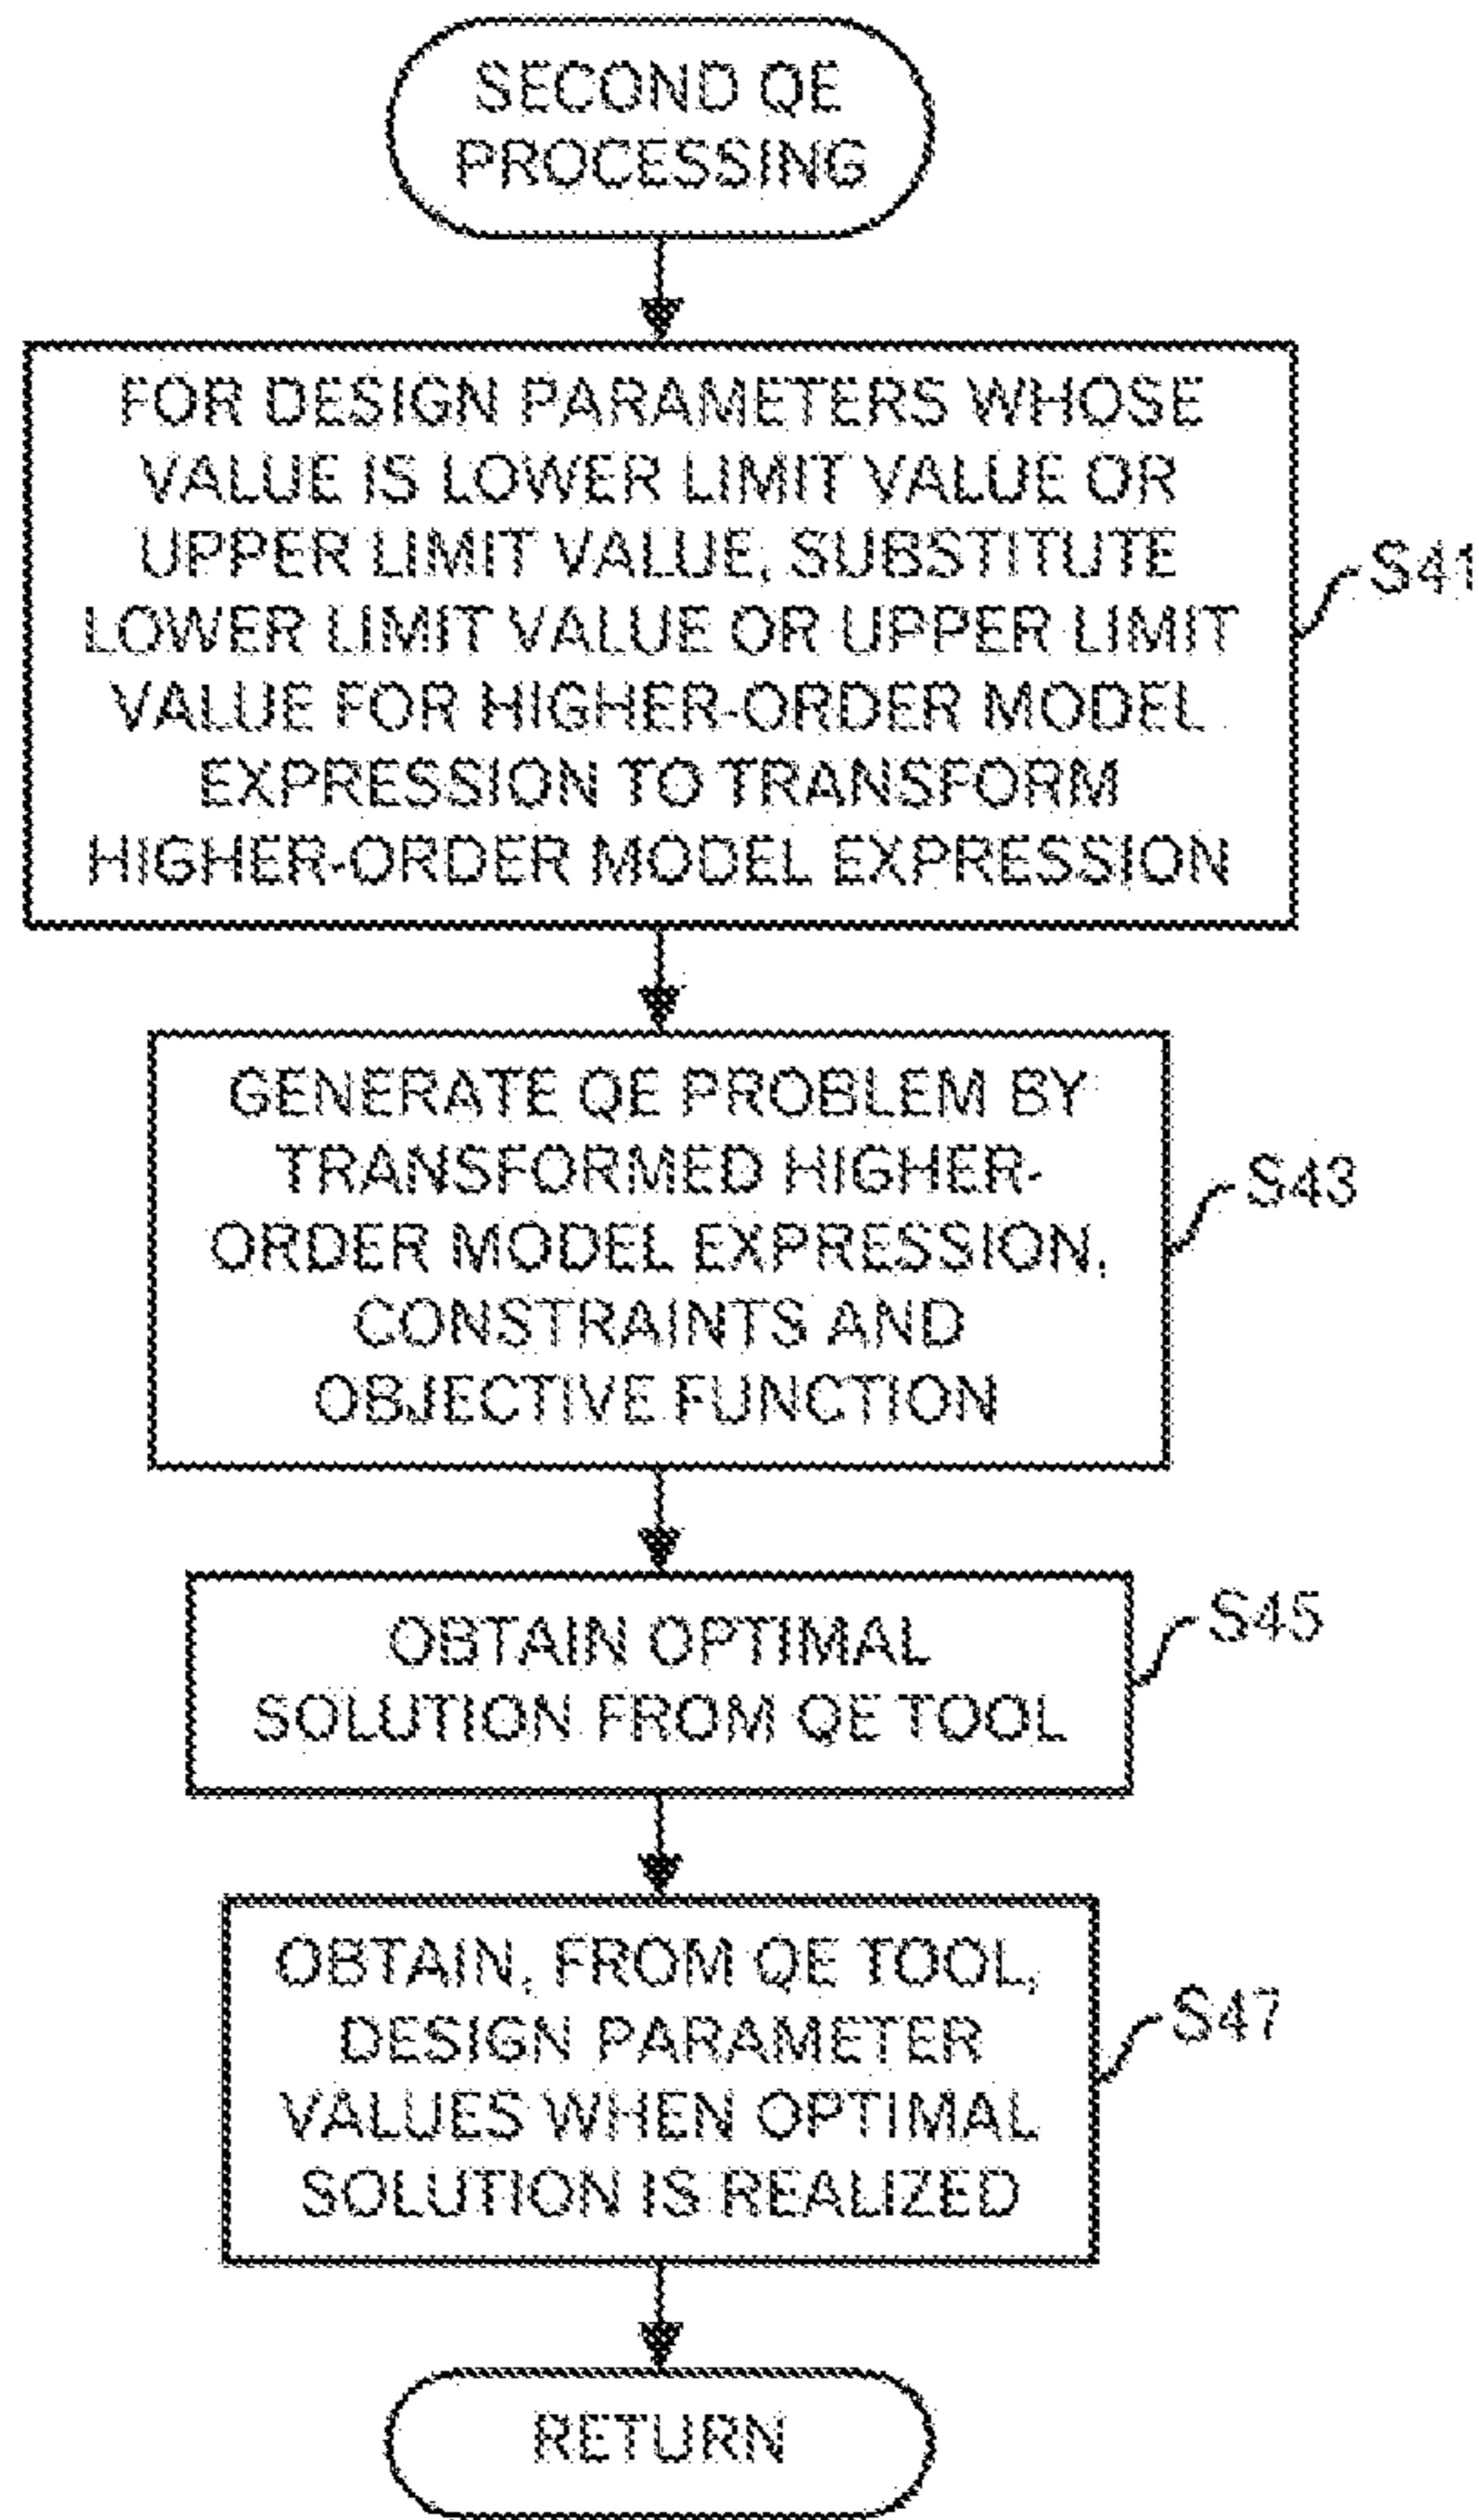 SECOND QE
PROCESSING
FOR DESIGN PARAMETERS WHOSE
VALUE IS LOWER LIMIT VALUE OR
UPPER LIMIT VALUE, SUBSTITUTE
LOWER LIMIT VALUE OR UPPER LIMIT
VALUE FOR HIGHER-ORDER MODEL
EXPRESSION TO TRANSFORM
HIGHER-ORDER MODEL EXPRESSION
S41
GENERATE QE PROBLEM BY
TRANSFORMED HIGHER-
ORDER MODEL EXPRESSION,
CONSTRAINTS AND
OBJECTIVE FUNCTION
S43
OBTAIN OPTIMAL
SOLUTION FROM QE TOOL
S45
OBTAIN, FROM QE TOOL,
DESIGN PARAMETER
VALUES WHEN OPTIMAL
SOLUTION IS REALIZED
S47
RETURN